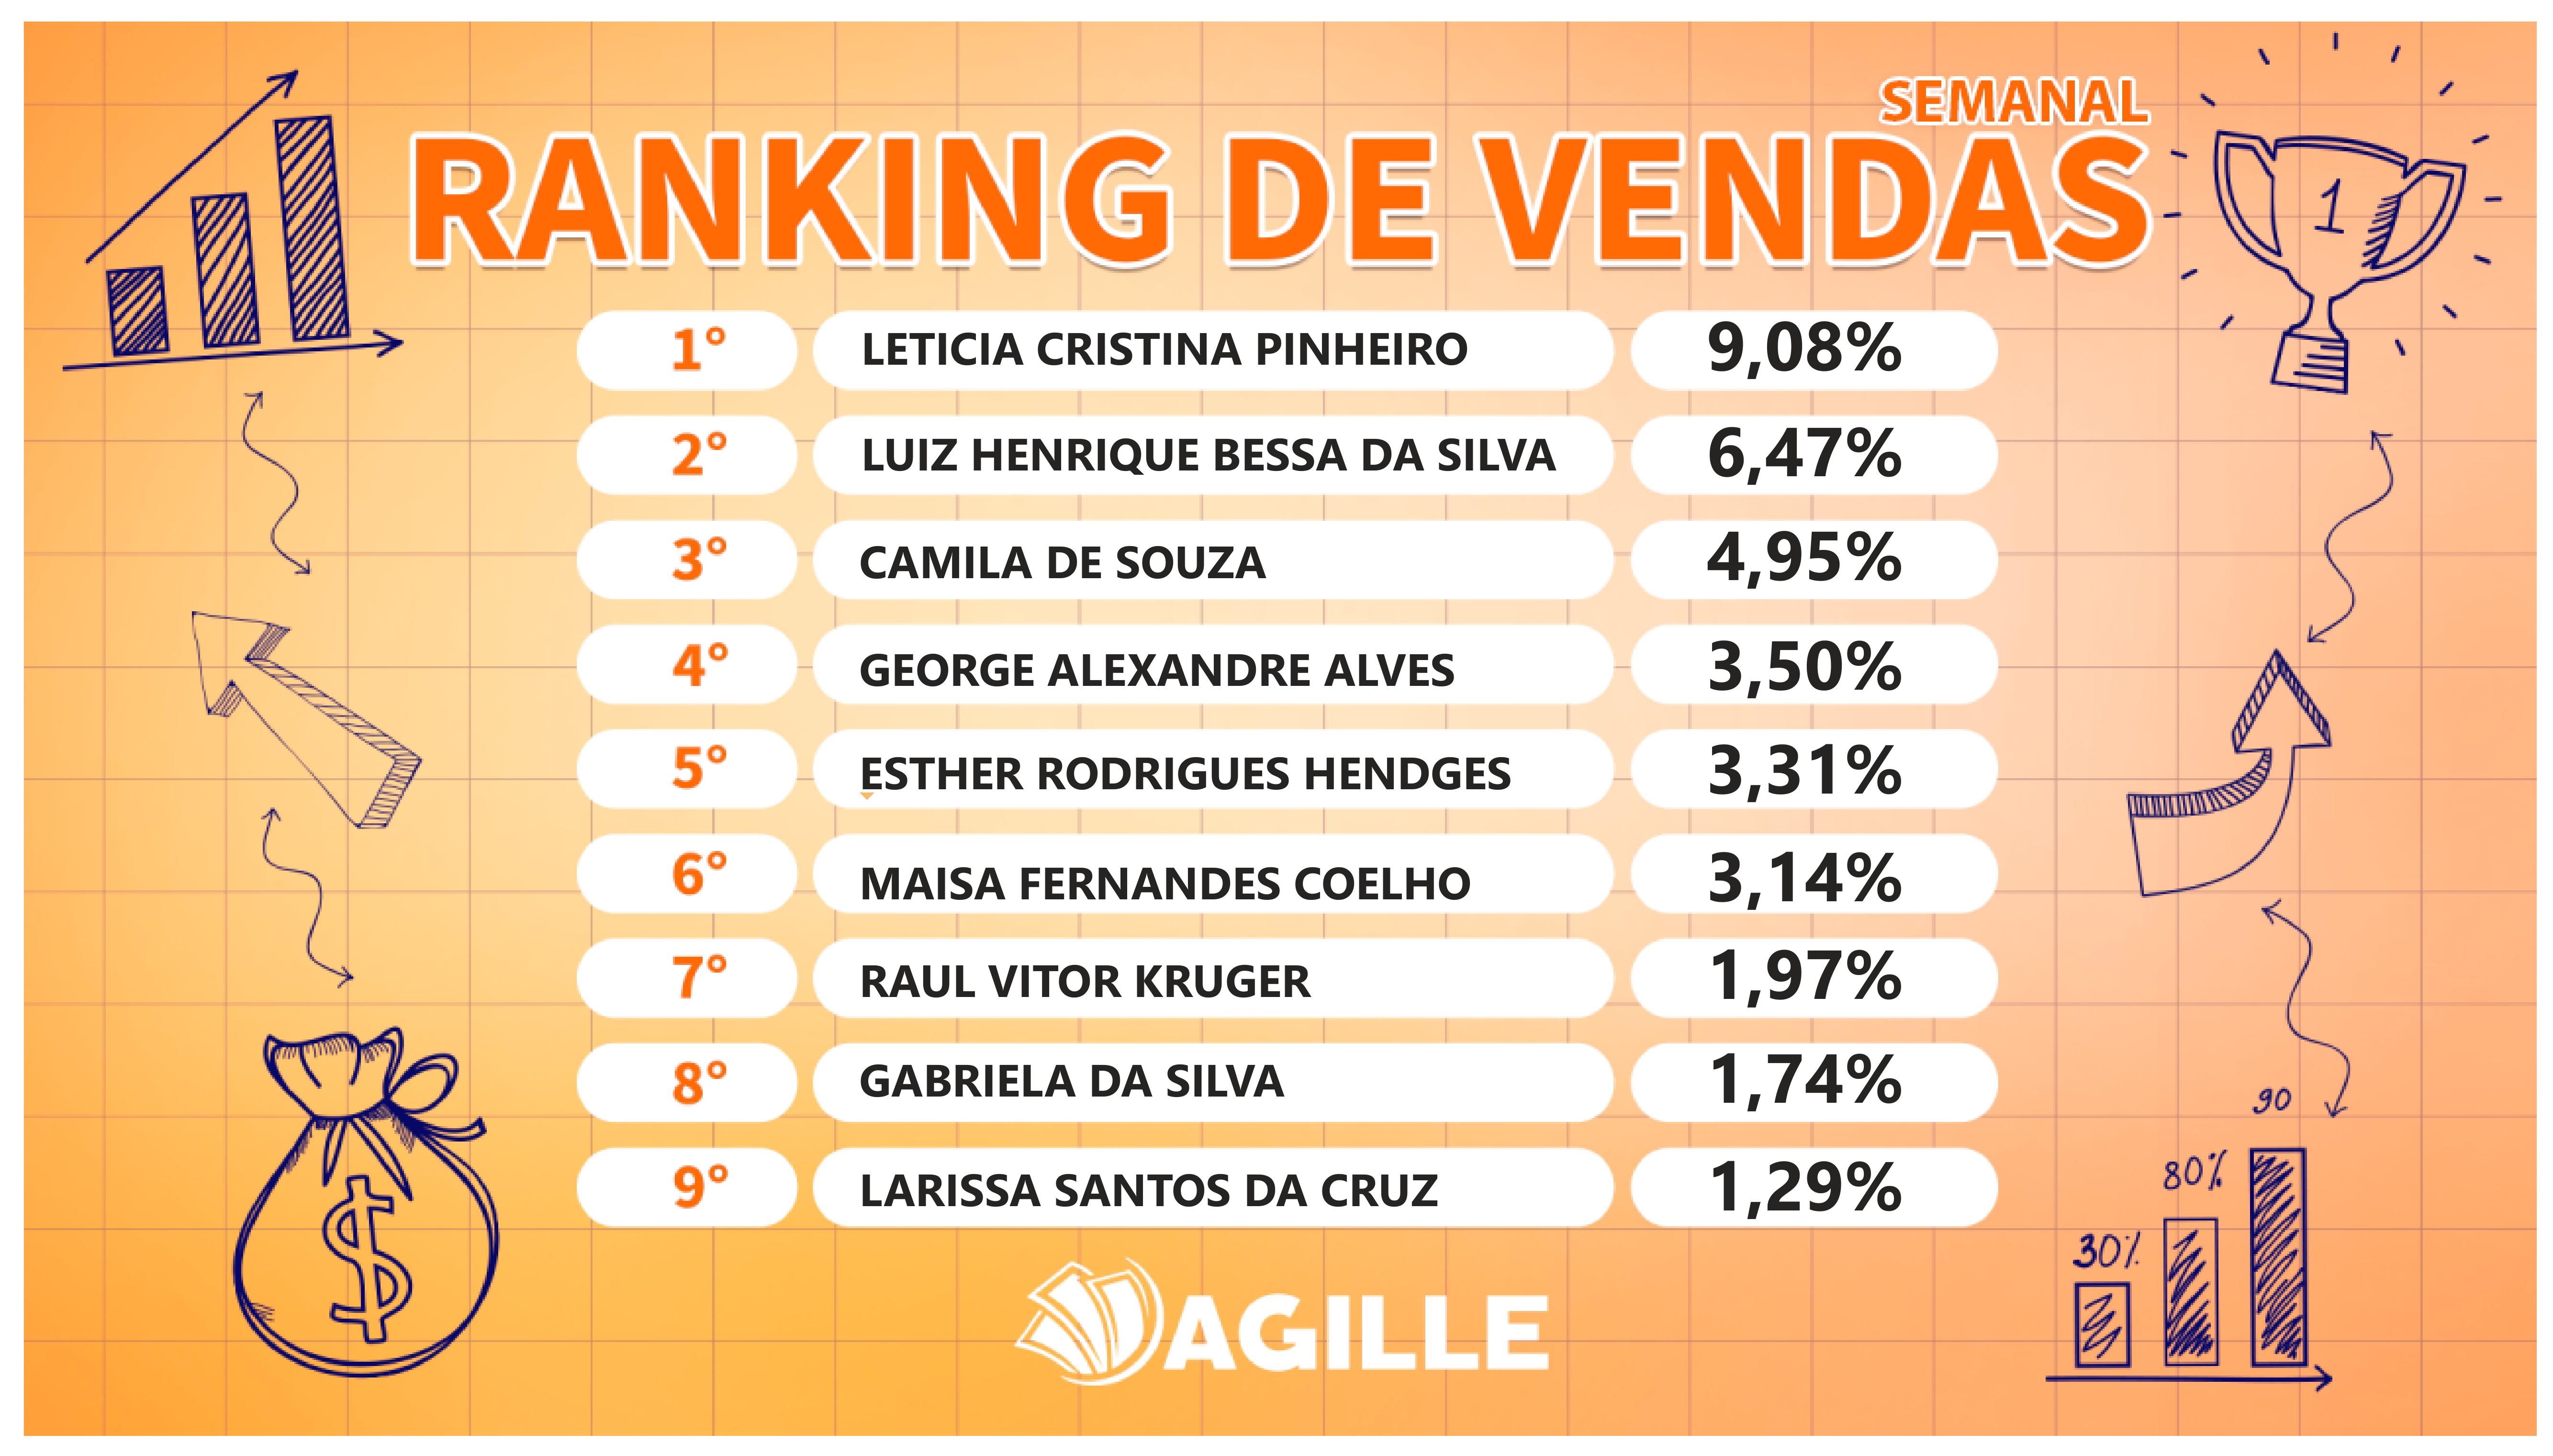 SEMANAL
RANKING DE VENDAS
1° LETICIA CRISTINA PINHEIRO 9,08%
2° LUIZ HENRIQUE BESSA DA SILVA 6,47%
3° CAMILA DE SOUZA 4,95%
4° GEORGE ALEXANDRE ALVES 3,50%
5° ESTHER RODRIGUES HENDGES 3,31%
6° MAISA FERNANDES COELHO 3,14%
7° RAUL VITOR KRUGER 1,97%
8° GABRIELA DA SILVA 1,74%
9° LARISSA SANTOS DA CRUZ 1,29%
AGILLE
1
$
30%
80%
90